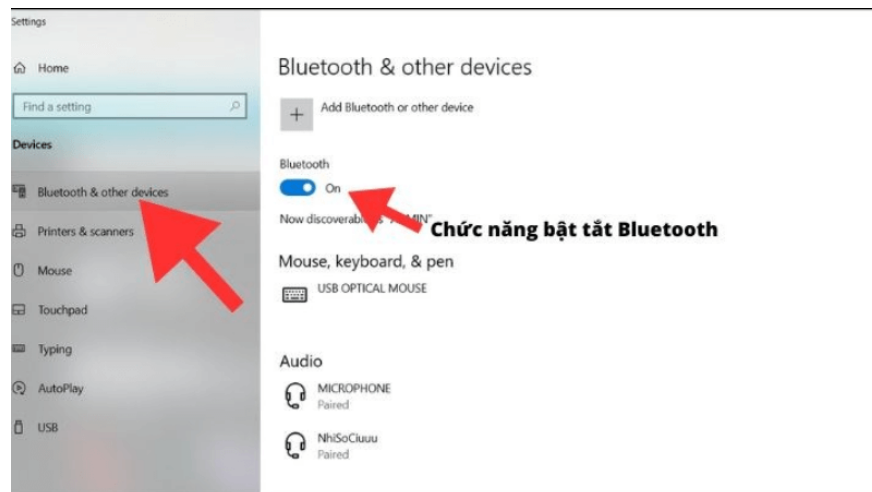 Settings
Home
Find a setting
Devices
Bluetooth & other devices
Printers & scanners
Mouse
Touchpad
Typing
AutoPlay
USB
Bluetooth & other devices
Add Bluetooth or other device
Bluetooth
On
Now discoverable
Chức năng bật tắt Bluetooth
Mouse, keyboard, & pen
USB OPTICAL MOUSE
Audio
MICROPHONE
Paired
NhiSoCiuuu
Paired